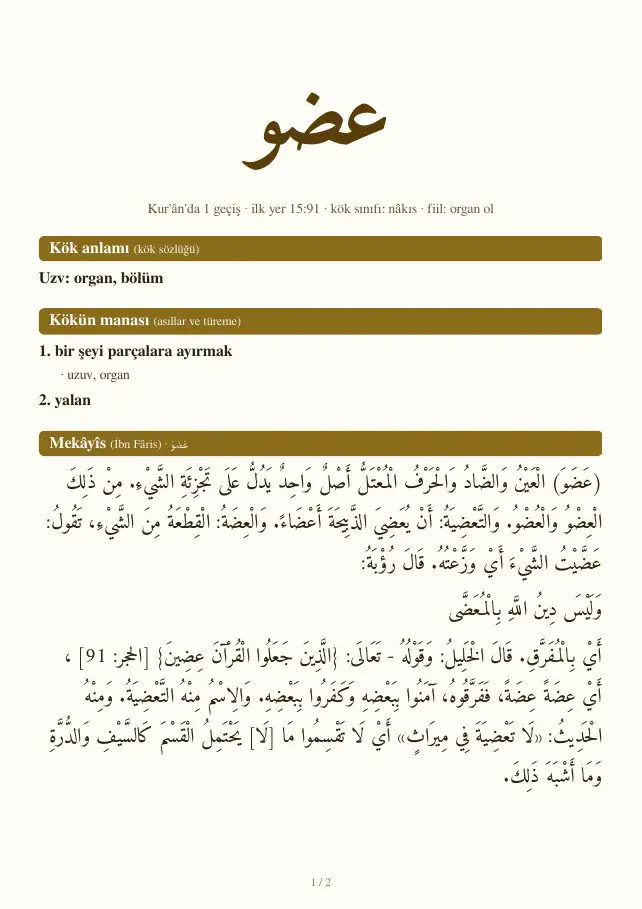 عضو
Kur'ân'da 1 geçiş · ilk yer 15:91 · kök sınıfı: nâkıs · fiil: organ ol
Kök anlamı (kök sözlüğü)
Uzv: organ, bölüm
Kökün manası (asıllar ve türeme)
1. bir şeyi parçalara ayırmak
· uzuv, organ
2. yalan
Mekâyîs (İbn Fâris) · عَضَوَ
(عَضَوَ) الْعَيْنُ وَالضَّادُ وَالْحَرْفُ الْمُعْتَلُّ أَصْلٌ وَاحِدٌ يَدُلُّ عَلَى تَجْزِئَةِ الشَّيْءِ. مِنْ ذَلِكَ
الْعِضْوُ وَالْعُضْوُ. وَالتَّعْضِيَةُ: أَنْ يُعَضِيَ الذَّبِيحَةَ أَعْضَاءً. وَالْعِضَةُ: الْقِطْعَةُ مِنَ الشَّيْءِ، تَقُولُ:
عَضَّيْتُ الشَّيْءَ أَيْ وَزَّعْتُهُ. قَالَ رُؤْبَةُ:
وَلَيْسَ دِينُ اللَّهِ بِالْمُعَضَّى
أَيْ بِالْمُفَرَّقِ. قَالَ الْخَلِيلُ: وَقَوْلُهُ - تَعَالَى: {الَّذِينَ جَعَلُوا الْقُرْآنَ عِضِينَ} [الحجر: 91] ،
أَيْ عِضَةً عِضَةً، فَفَرَّقُوهُ، آمَنُوا بِبَعْضِهِ وَكَفَرُوا بِبَعْضِهِ. وَالِاسْمُ مِنْهُ التَّعْضِيَةُ. وَمِنْهُ
الْحَدِيثُ: «لَا تَعْضِيَةَ فِي مِيرَاثٍ» أَيْ لَا تَقْسِمُوا مَا [لَا] يَحْتَمِلُ الْقَسْمَ كَالسَّيْفِ وَالدُّرَّةِ
وَمَا أَشْبَهَ ذَلِكَ.
1 / 2